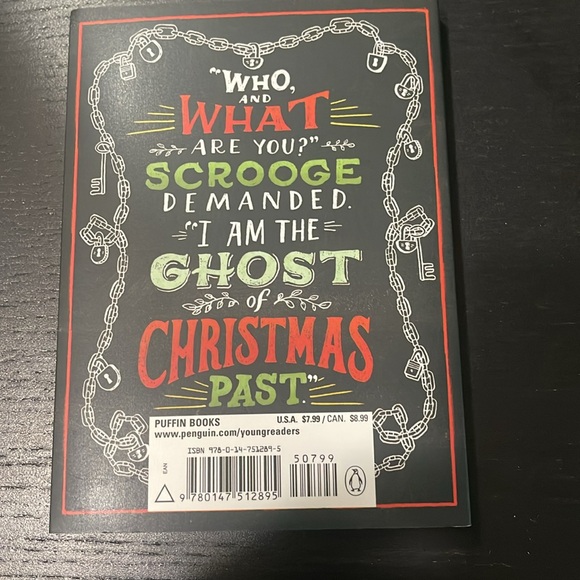 "WHO,
AND
WHAT
ARE YOU?"
SCROOGE
DEMANDED.
"I AM THE
GHOST
of
CHRISTMAS
PAST."
PUFFIN BOOKS U.S.A. $7.99 / CAN. $8.99
www.penguin.com/youngreaders
ISBN 978-0-14-751289-5
50799
EAN
9 780147 512895